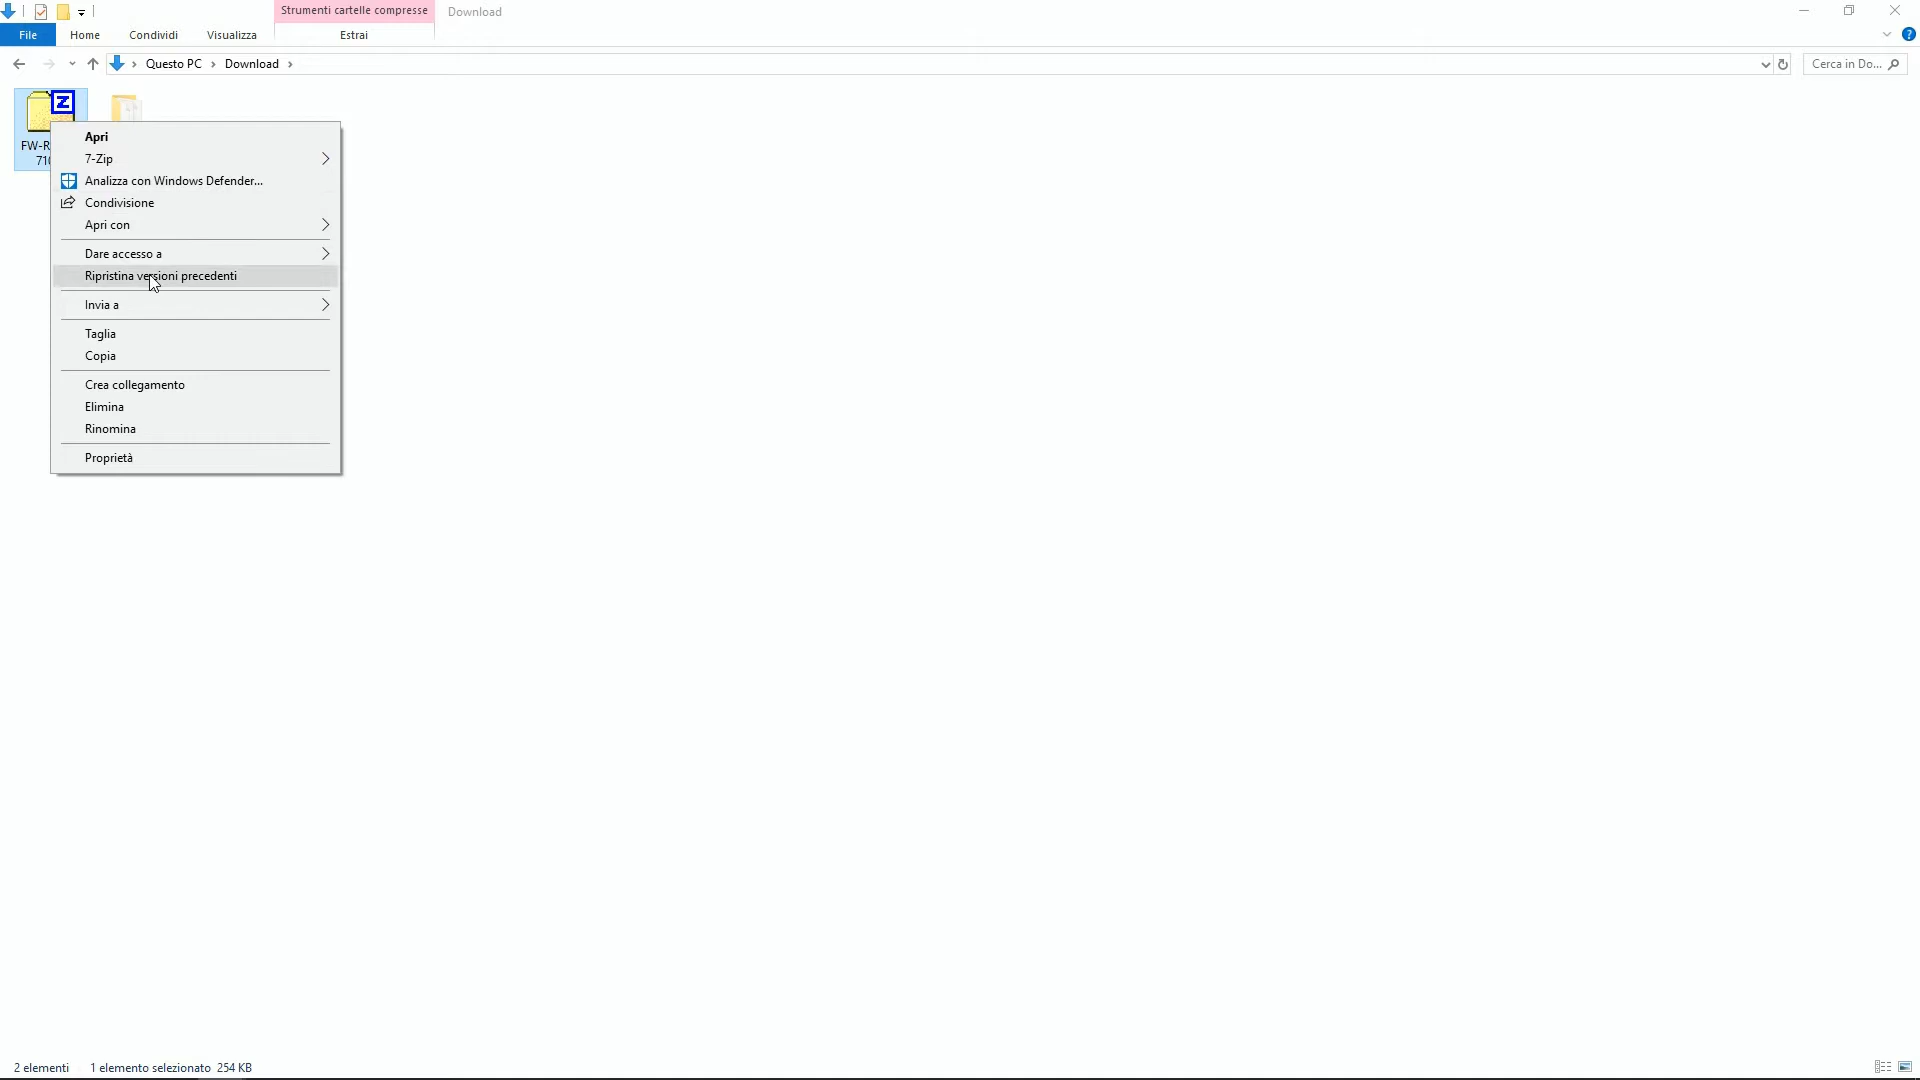 Strumenti cartelle compresse
Download
File
Home
Condividi
Visualizza
Estrai
Questo PC
Download
Cerca in Do...
Z
FW-R
710
Apri
7-Zip
Analizza con Windows Defender...
Condivisione
Apri con
Dare accesso a
Ripristina versioni precedenti
Invia a
Taglia
Copia
Crea collegamento
Elimina
Rinomina
Proprietà
2 elementi
1 elemento selezionato 254 KB